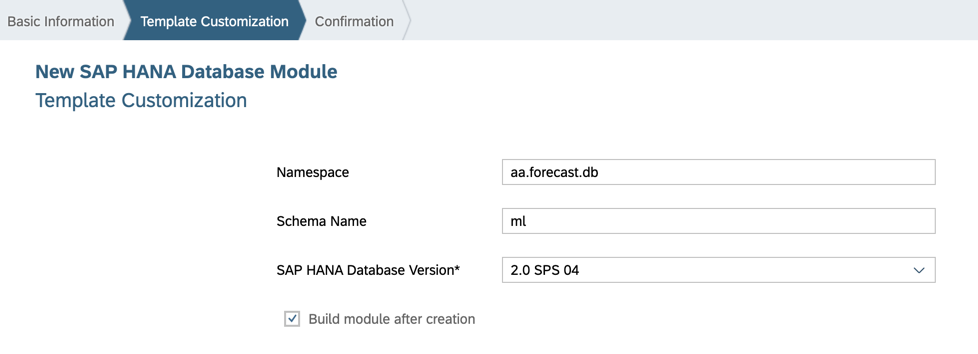 Basic Information Template Customization Confirmation
New SAP HANA Database Module
Template Customization
Namespace aa.forecast.db
Schema Name ml
SAP HANA Database Version* 2.0 SPS 04
Build module after creation